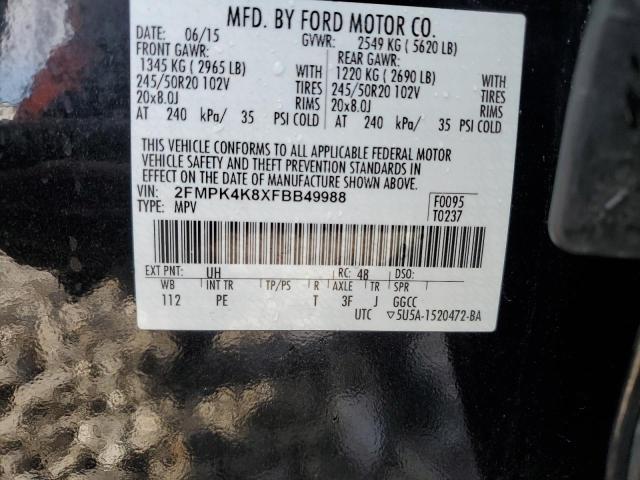 MFD. BY FORD MOTOR CO.
DATE: 06/15 GVWR: 2549 KG ( 5620 LB)
FRONT GAWR: REAR GAWR:
1345 KG ( 2965 LB) WITH 1220 KG ( 2690 LB) WITH
245/50R20 102V TIRES 245/50R20 102V TIRES
20x8.0J RIMS 20x8.0J RIMS
AT 240 kPa/ 35 PSI COLD AT 240 kPa/ 35 PSI COLD
THIS VEHICLE CONFORMS TO ALL APPLICABLE FEDERAL MOTOR
VEHICLE SAFETY AND THEFT PREVENTION STANDARDS IN
EFFECT ON THE DATE OF MANUFACTURE SHOWN ABOVE.
VIN: 2FMPK4K8XFBB49988 F0095
TYPE: MPV T0237
EXT PNT: UH RC: 48 DSO:
WB INT TR TP/PS R AXLE TR SPR
112 PE T 3F J GGCC
UTC ▽5U5A-1520472-BA